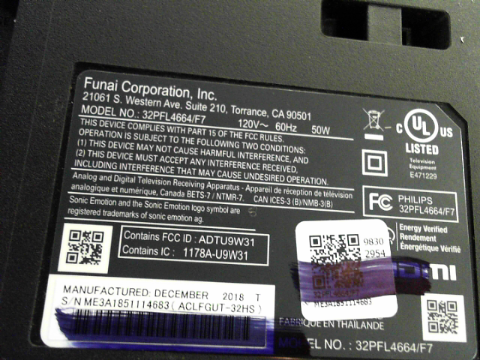 Funai Corporation, Inc.
21061 S. Western Ave. Suite 210, Torrance, CA 90501
MODEL NO.: 32PFL4664/F7 120V~ 60Hz 50W
THIS DEVICE COMPLIES WITH PART 15 OF THE FCC RULES.
OPERATION IS SUBJECT TO THE FOLLOWING TWO CONDITIONS:
(1) THIS DEVICE MAY NOT CAUSE HARMFUL INTERFERENCE, AND
(2) THIS DEVICE MUST ACCEPT ANY INTERFERENCE RECEIVED,
INCLUDING INTERFERENCE THAT MAY CAUSE UNDESIRED OPERATION.
Analog and Digital Television Receiving Apparatus - Appareil de réception de télévision
analogique et numérique, Canada BETS-7 / NTMR-7. CAN ICES-3 (B)/NMB-3(B)
Sonic Emotion and the Sonic Emotion logo symbol are
registered trademarks of sonic emotion ag.
c UL US
LISTED
Television
Equipment
E471229
FC PHILIPS
32PFL4664/F7
Energy Verified
Rendement
Énergétique Vérifié
Contains FCC ID : ADTU9W31
Contains IC : 1178A-U9W31
9830
2954
ME3A1851114683
MANUFACTURED: DECEMBER 2018 T
S/N ME3A1851114683 (ACLFGUT-32HS)
FABRIQUÉ EN THAÏLANDE
MODEL NO.: 32PFL4664/F7